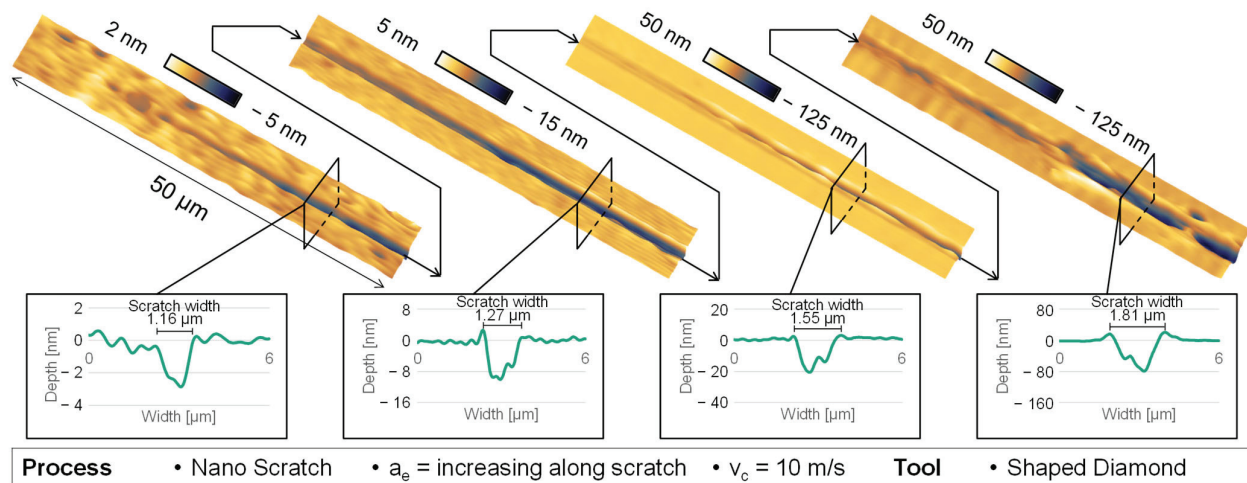 2 nm
− 5 nm
50 µm
5 nm
− 15 nm
50 nm
− 125 nm
50 nm
− 125 nm
Scratch width
1.16 µm
Depth [nm]
2
0
− 2
− 4
0
6
Width [µm]
Scratch width
1.27 µm
Depth [nm]
8
0
− 8
− 16
0
6
Width [µm]
Scratch width
1.55 µm
Depth [nm]
20
0
− 20
− 40
0
6
Width [µm]
Scratch width
1.81 µm
Depth [nm]
80
0
− 80
− 160
0
6
Width [µm]
Process • Nano Scratch • aₑ = increasing along scratch • v_c = 10 m/s Tool • Shaped Diamond